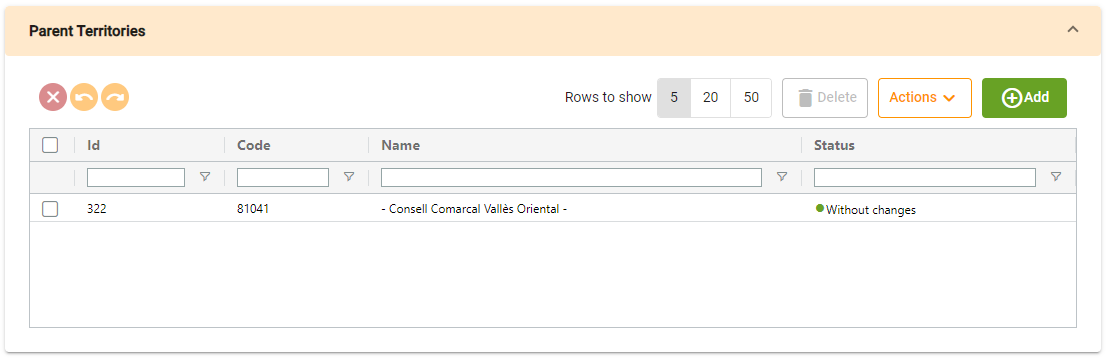 Parent Territories
Rows to show 5 20 50 Delete Actions Add
Id Code Name Status
322 81041 - Consell Comarcal Vallès Oriental - Without changes